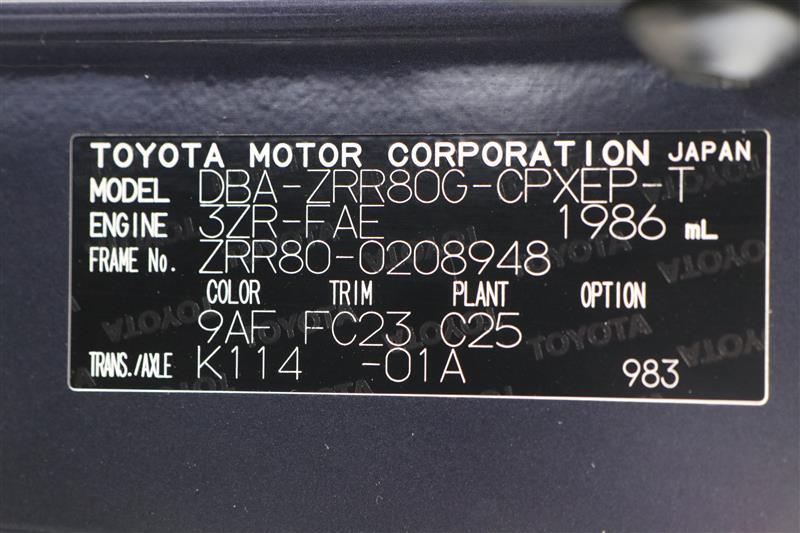 TOYOTA MOTOR CORPORATION JAPAN
MODEL DBA-ZRR80G-CPXEP-T
ENGINE 3ZR-FAE 1986 mL
FRAME No. ZRR80-0208948
COLOR TRIM PLANT OPTION
9AF FC23 C25
TRANS./AXLE K114 -01A 983